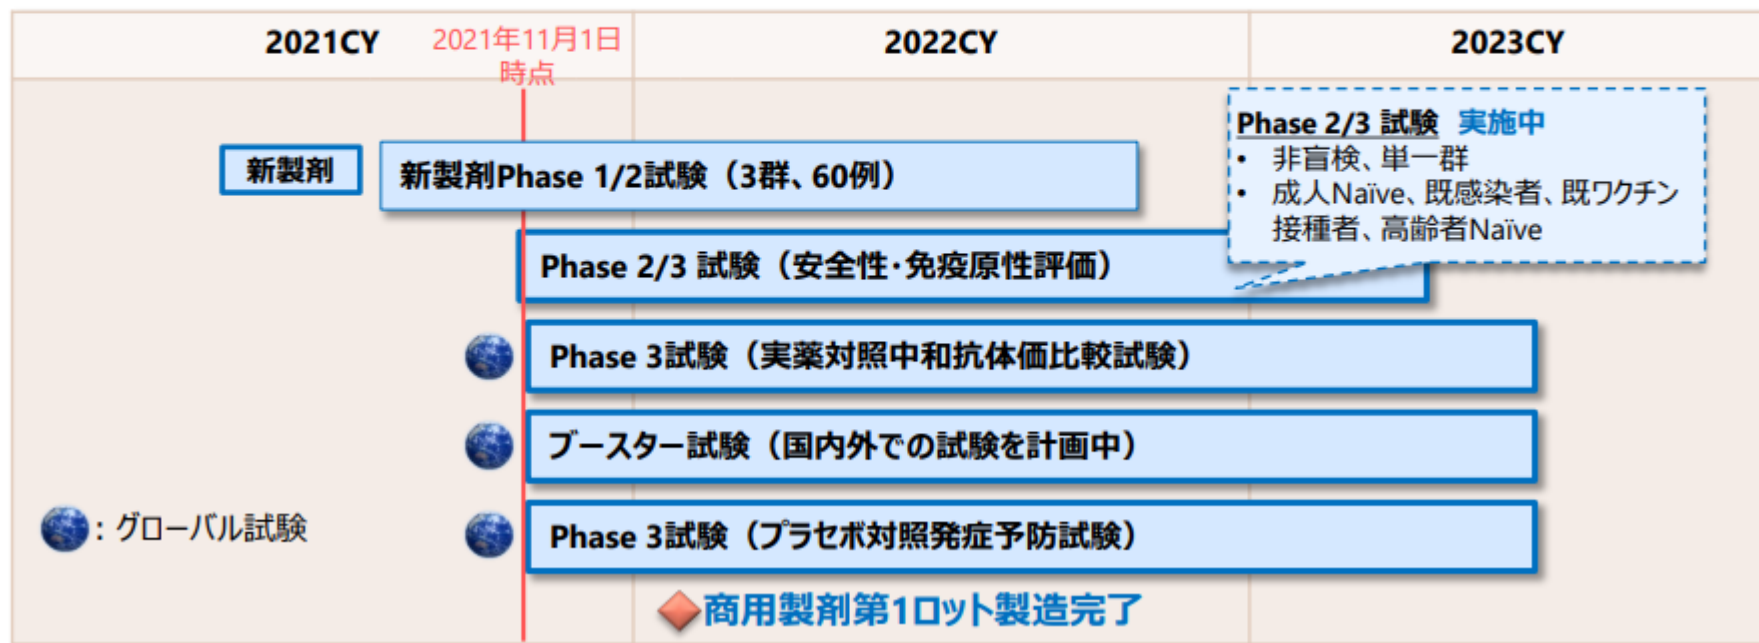 2021CY
2021年11月1日
時点
2022CY
2023CY
Phase 2/3 試験 実施中
• 非盲検、単一群
• 成人Naïve、既感染者、既ワクチン
接種者、高齢者Naïve
新製剤
新製剤Phase 1/2試験（3群、60例）
Phase 2/3 試験（安全性・免疫原性評価）
Phase 3試験（実薬対照中和抗体価比較試験）
ブースター試験（国内外での試験を計画中）
：グローバル試験
Phase 3試験（プラセボ対照発症予防試験）
商用製剤第1ロット製造完了